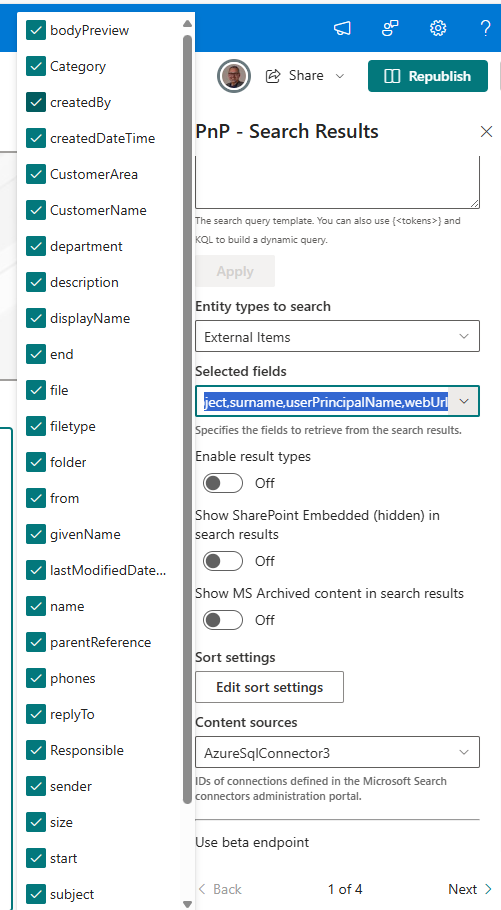 bodyPreview
Category
createdBy
createdDateTime
CustomerArea
CustomerName
department
description
displayName
end
file
filetype
folder
from
givenName
lastModifiedDate...
name
parentReference
phones
replyTo
Responsible
sender
size
start
subject
?
Share
Republish
PnP - Search Results
The search query template. You can also use {<tokens>} and
KQL to build a dynamic query.
Apply
Entity types to search
External Items
Selected fields
ject,surname,userPrincipalName,webUrl
Specifies the fields to retrieve from the search results.
Enable result types
Off
Show SharePoint Embedded (hidden) in
search results
Off
Show MS Archived content in search results
Off
Sort settings
Edit sort settings
Content sources
AzureSqlConnector3
IDs of connections defined in the Microsoft Search
connectors administration portal.
Use beta endpoint
Back
1 of 4
Next